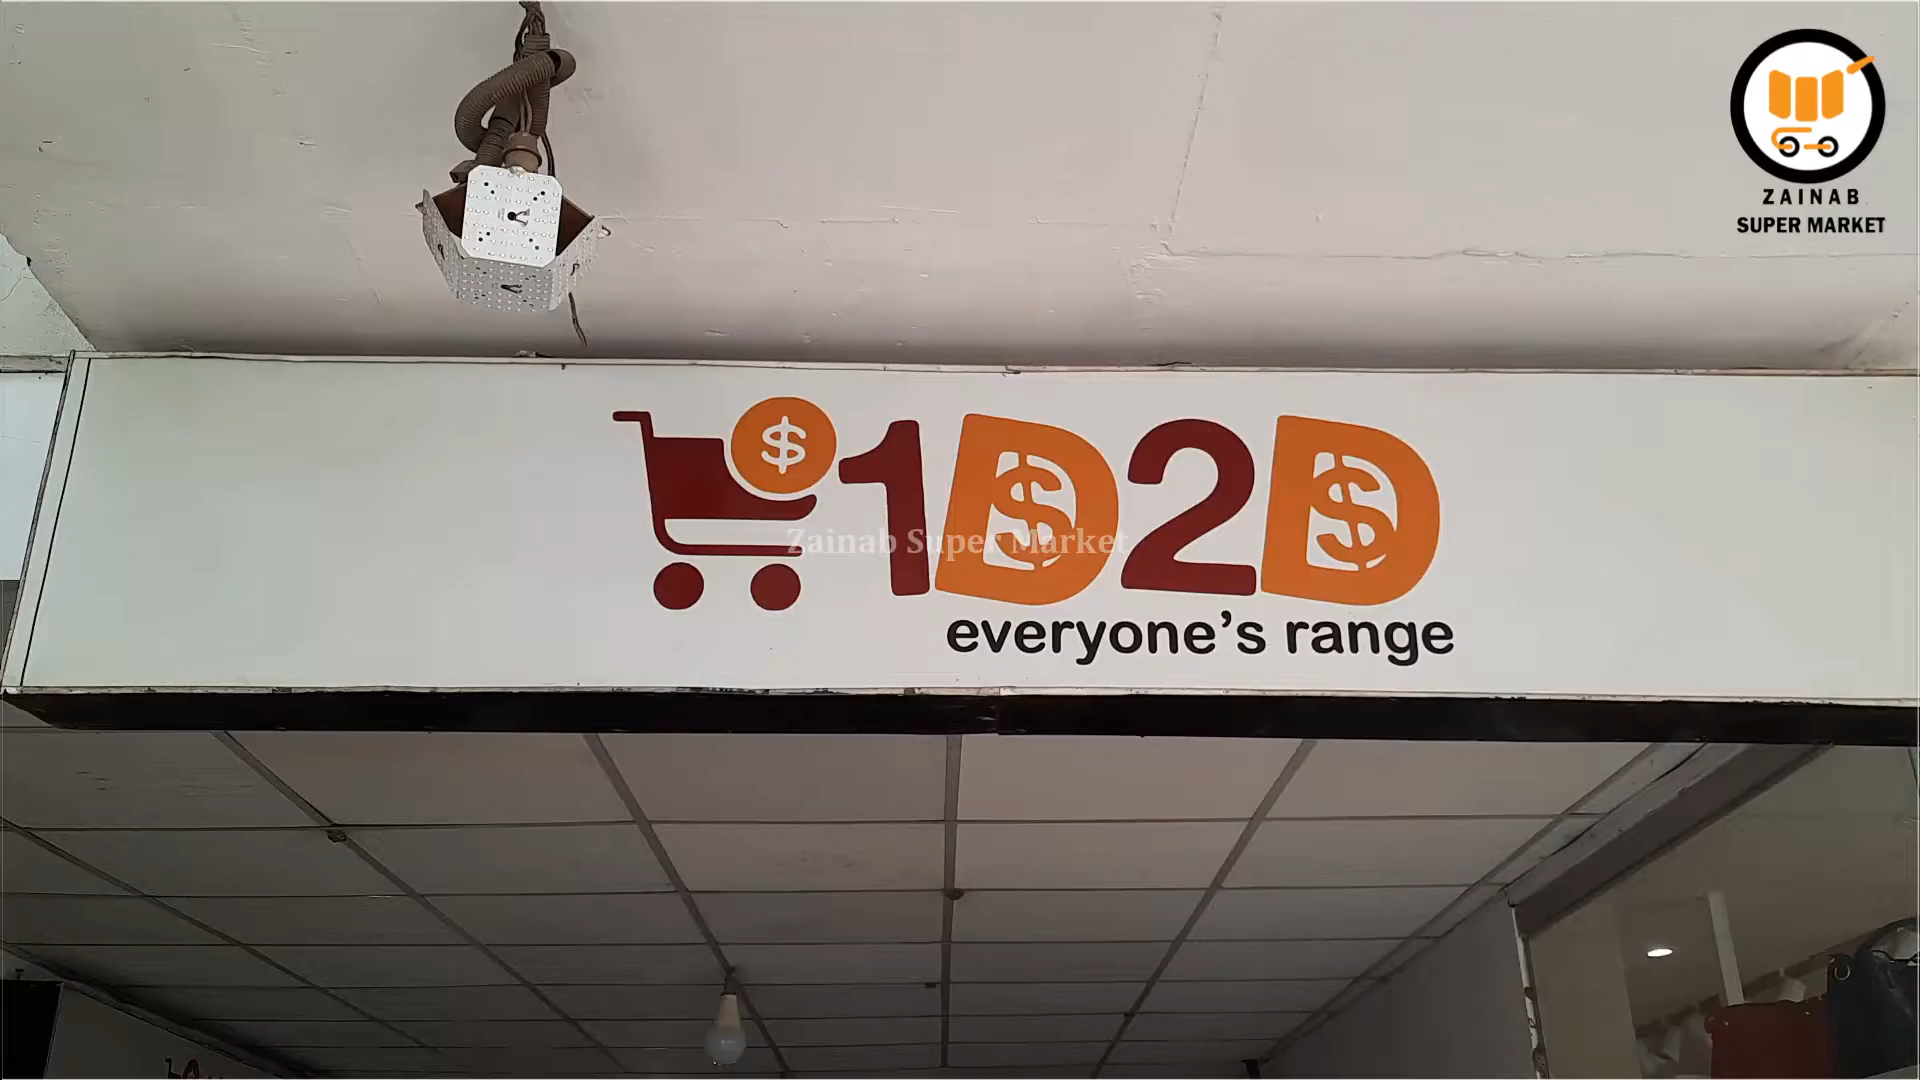 ZAINAB
SUPER MARKET
$
1D2D
Zainab Super Market
everyone's range